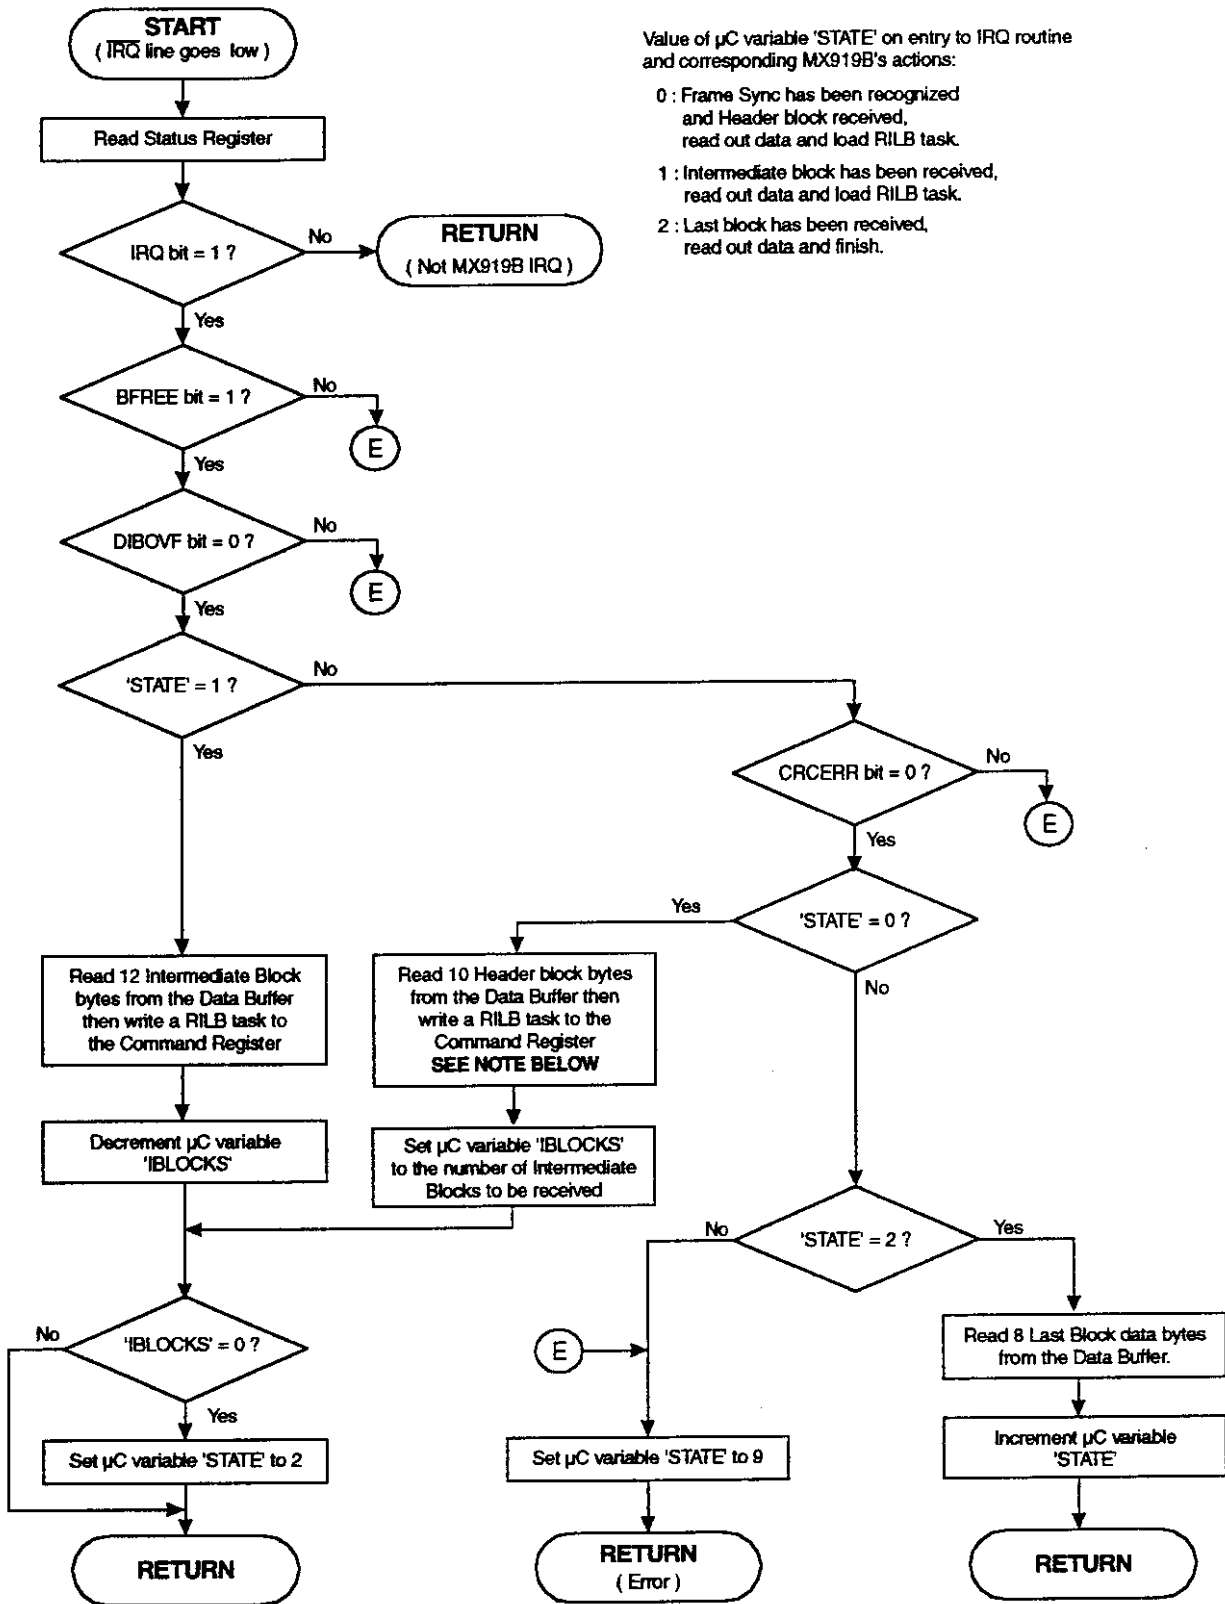 START
( IRQ line goes low )
Value of µC variable 'STATE' on entry to IRQ routine
and corresponding MX919B's actions:
0 : Frame Sync has been recognized
and Header block received,
read out data and load RILB task.
1 : Intermediate block has been received,
read out data and load RILB task.
2 : Last block has been received,
read out data and finish.
Read Status Register
IRQ bit = 1 ?
No
RETURN
( Not MX919B IRQ )
Yes
BFREE bit = 1 ?
No
E
Yes
DIBOVF bit = 0 ?
No
E
Yes
'STATE' = 1 ?
No
Yes
CRCERR bit = 0 ?
No
E
Yes
'STATE' = 0 ?
Yes
No
Read 12 Intermediate Block
bytes from the Data Buffer
then write a RILB task to
the Command Register
Read 10 Header block bytes
from the Data Buffer then
write a RILB task to the
Command Register
SEE NOTE BELOW
Decrement µC variable
'IBLOCKS'
Set µC variable 'IBLOCKS'
to the number of Intermediate
Blocks to be received
'STATE' = 2 ?
No
Yes
'IBLOCKS' = 0 ?
No
Yes
E
Read 8 Last Block data bytes
from the Data Buffer.
Set µC variable 'STATE' to 2
Set µC variable 'STATE' to 9
Increment µC variable
'STATE'
RETURN
RETURN
( Error )
RETURN